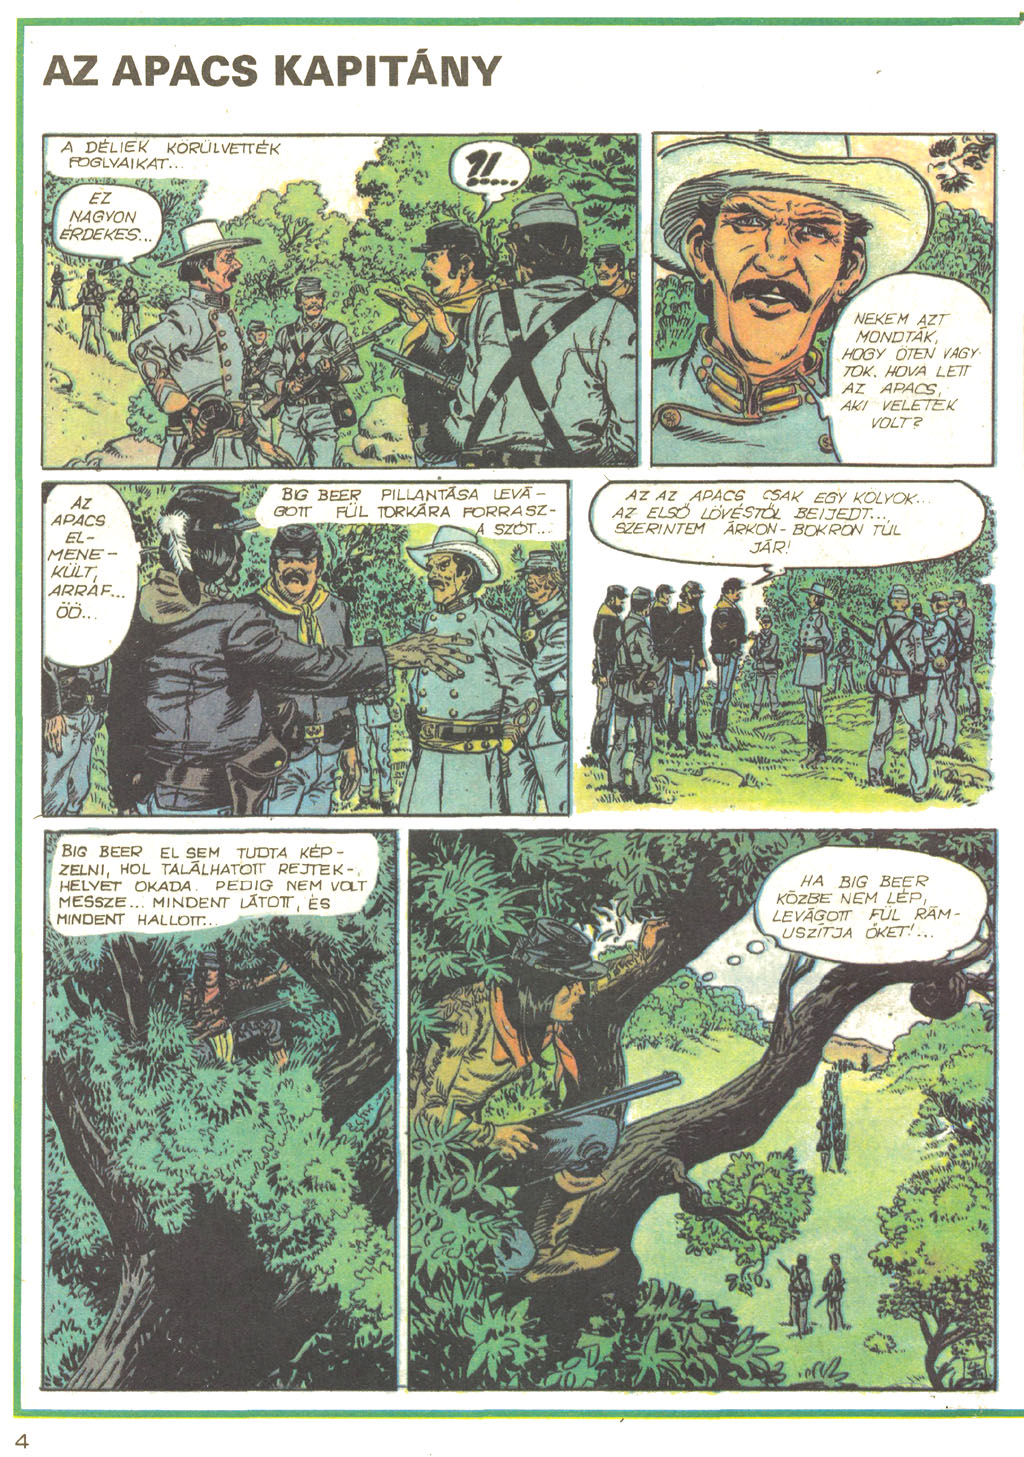 AZ APACS KAPITÁNY
A DÉLIEK KÖRÜLVETTÉK
FOGLYAIKAT...
EZ
NAGYON
ÉRDEKES...
?!.....
NEKEM AZT
MONDTÁK,
HOGY ÖTEN VAGY-
TOK. HOVA LETT
AZ APACS,
AKI VELETEK
VOLT?
AZ
APACS
EL-
MENE-
KÜLT,
ARRAF...
ÖÖ...
BIG BEER PILLANTÁSA LEVÁ-
GOTT FÜL TORKÁRA FORRASZ-
A SZÓT...
AZ AZ APACS CSAK EGY KÖLYÖK...
AZ ELSŐ LÖVÉSTŐL BEIJEDT...
SZERINTEM ÁRKON-BOKRON TÚL
JÁR!
BIG BEER EL SEM TUDTA KÉP-
ZELNI, HOL TALÁLHATOTT REJTEK-
HELYET OKADA. PEDIG NEM VOLT
MESSZE... MINDENT LÁTOTT, ÉS
MINDENT HALLOTT...
HA BIG BEER
KÖZBE NEM LÉP,
LEVÁGOTT FÜL RÁM-
USZÍTJA ŐKET!...
4